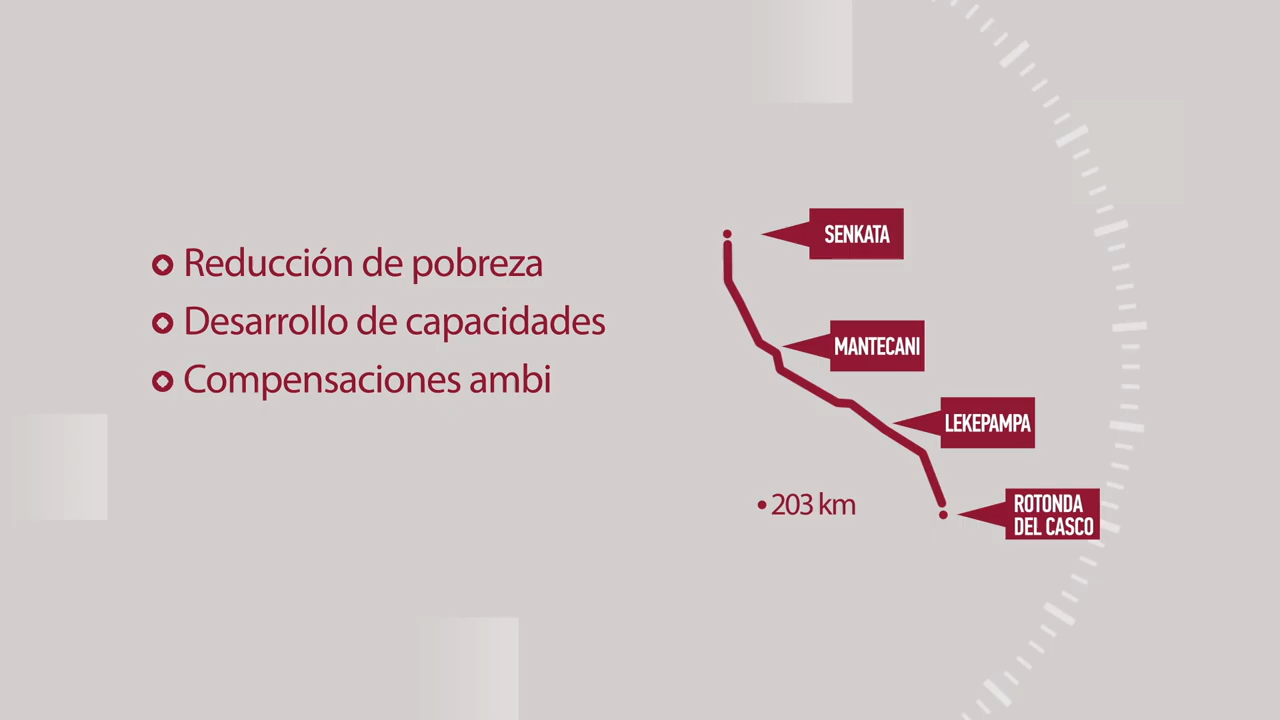 Reducción de pobreza
Desarrollo de capacidades
Compensaciones ambi
SENKATA
MANTECANI
LEKEPAMPA
• 203 km
ROTONDA
DEL CASCO